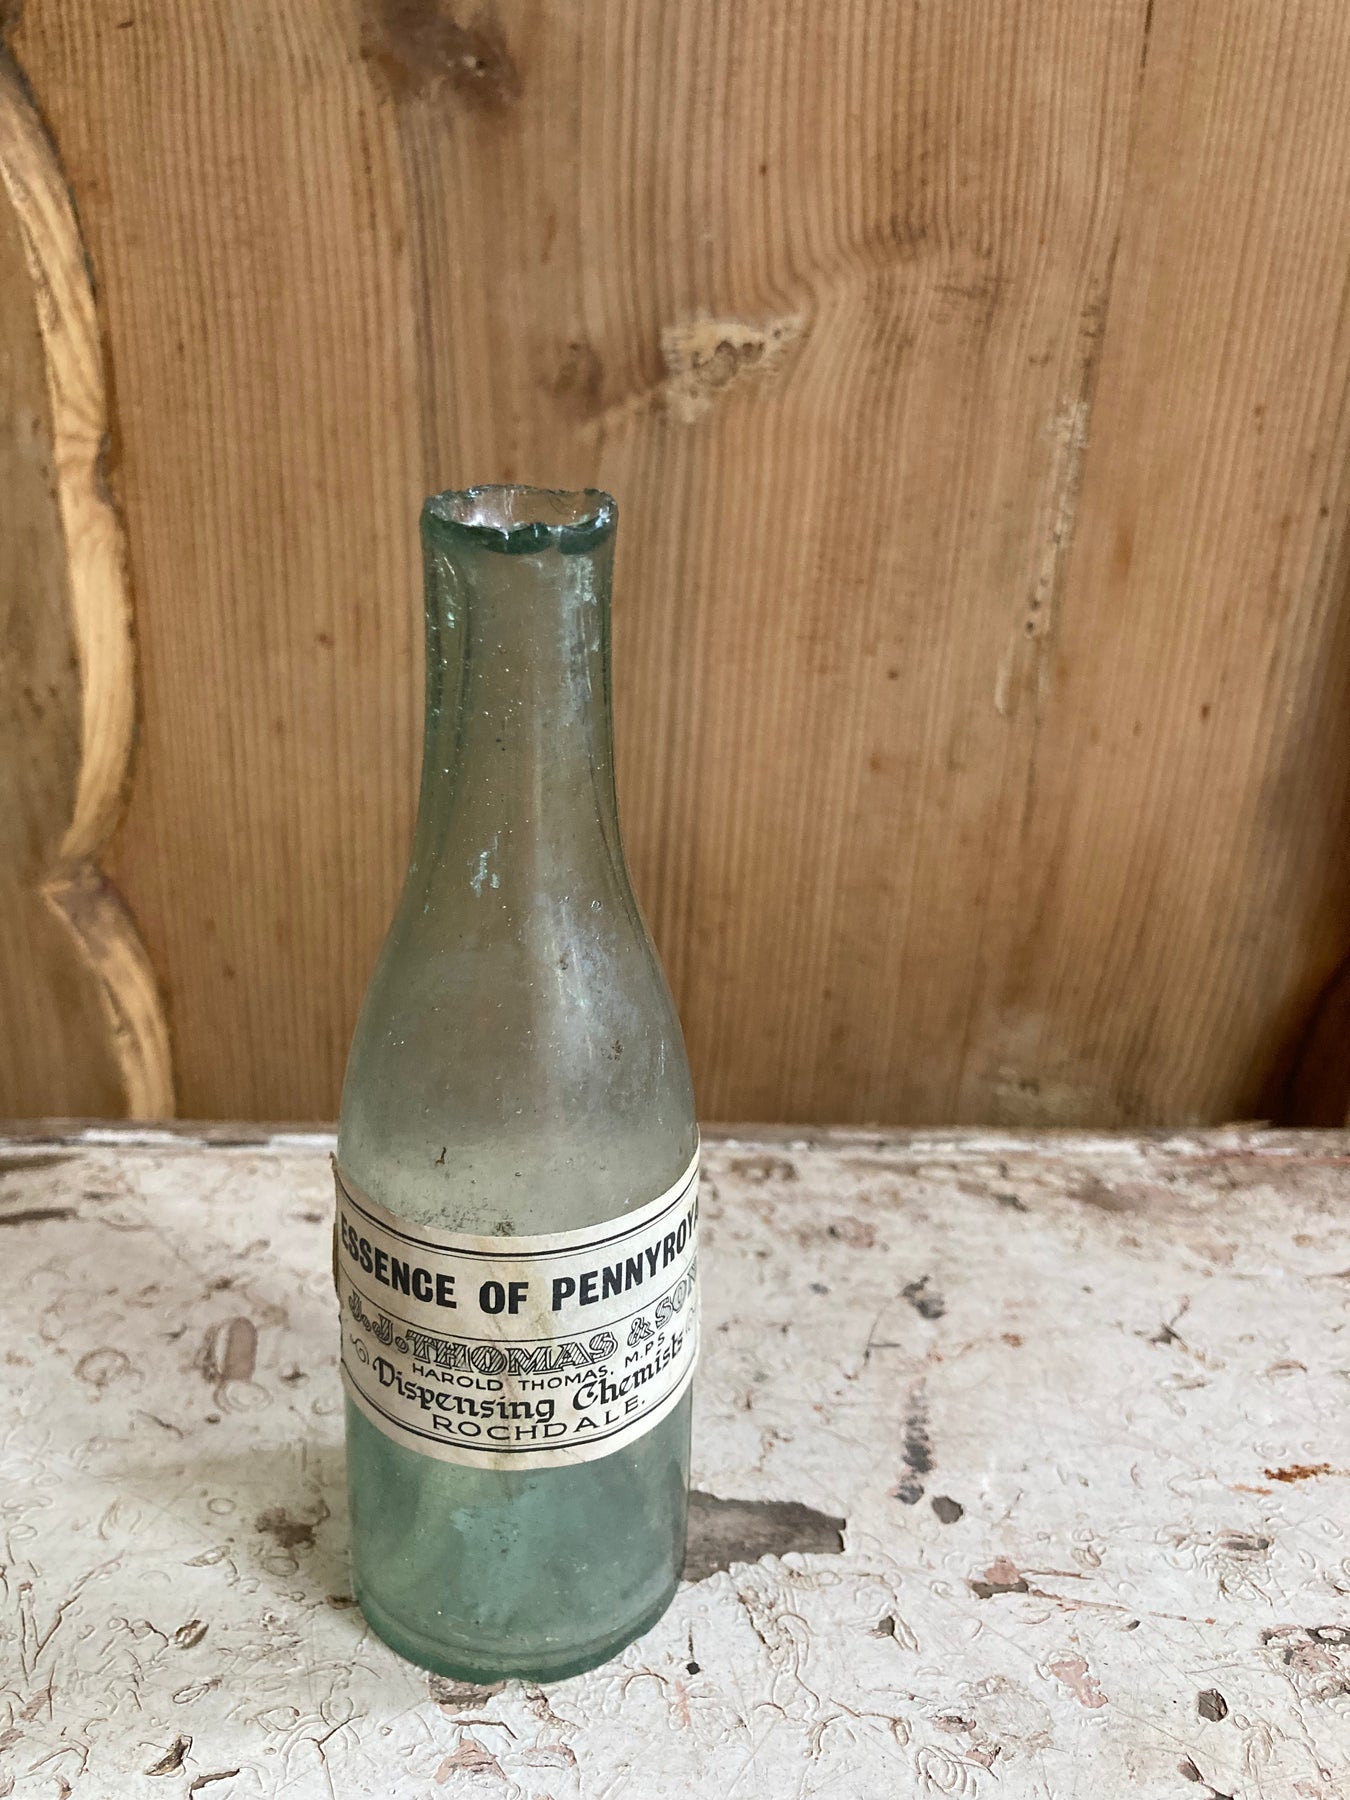 ESSENCE OF PENNYROYA
J. J. THOMAS & SON
HAROLD THOMAS, M.P.S.
Dispensing Chemists
ROCHDALE.